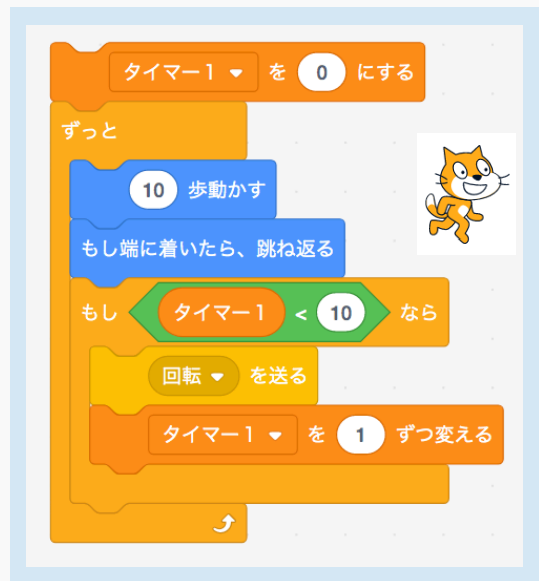 タイマー1 を 0 にする
ずっと
10 歩動かす
もし端に着いたら、跳ね返る
もし タイマー1 < 10 なら
回転 を送る
タイマー1 を 1 ずつ変える